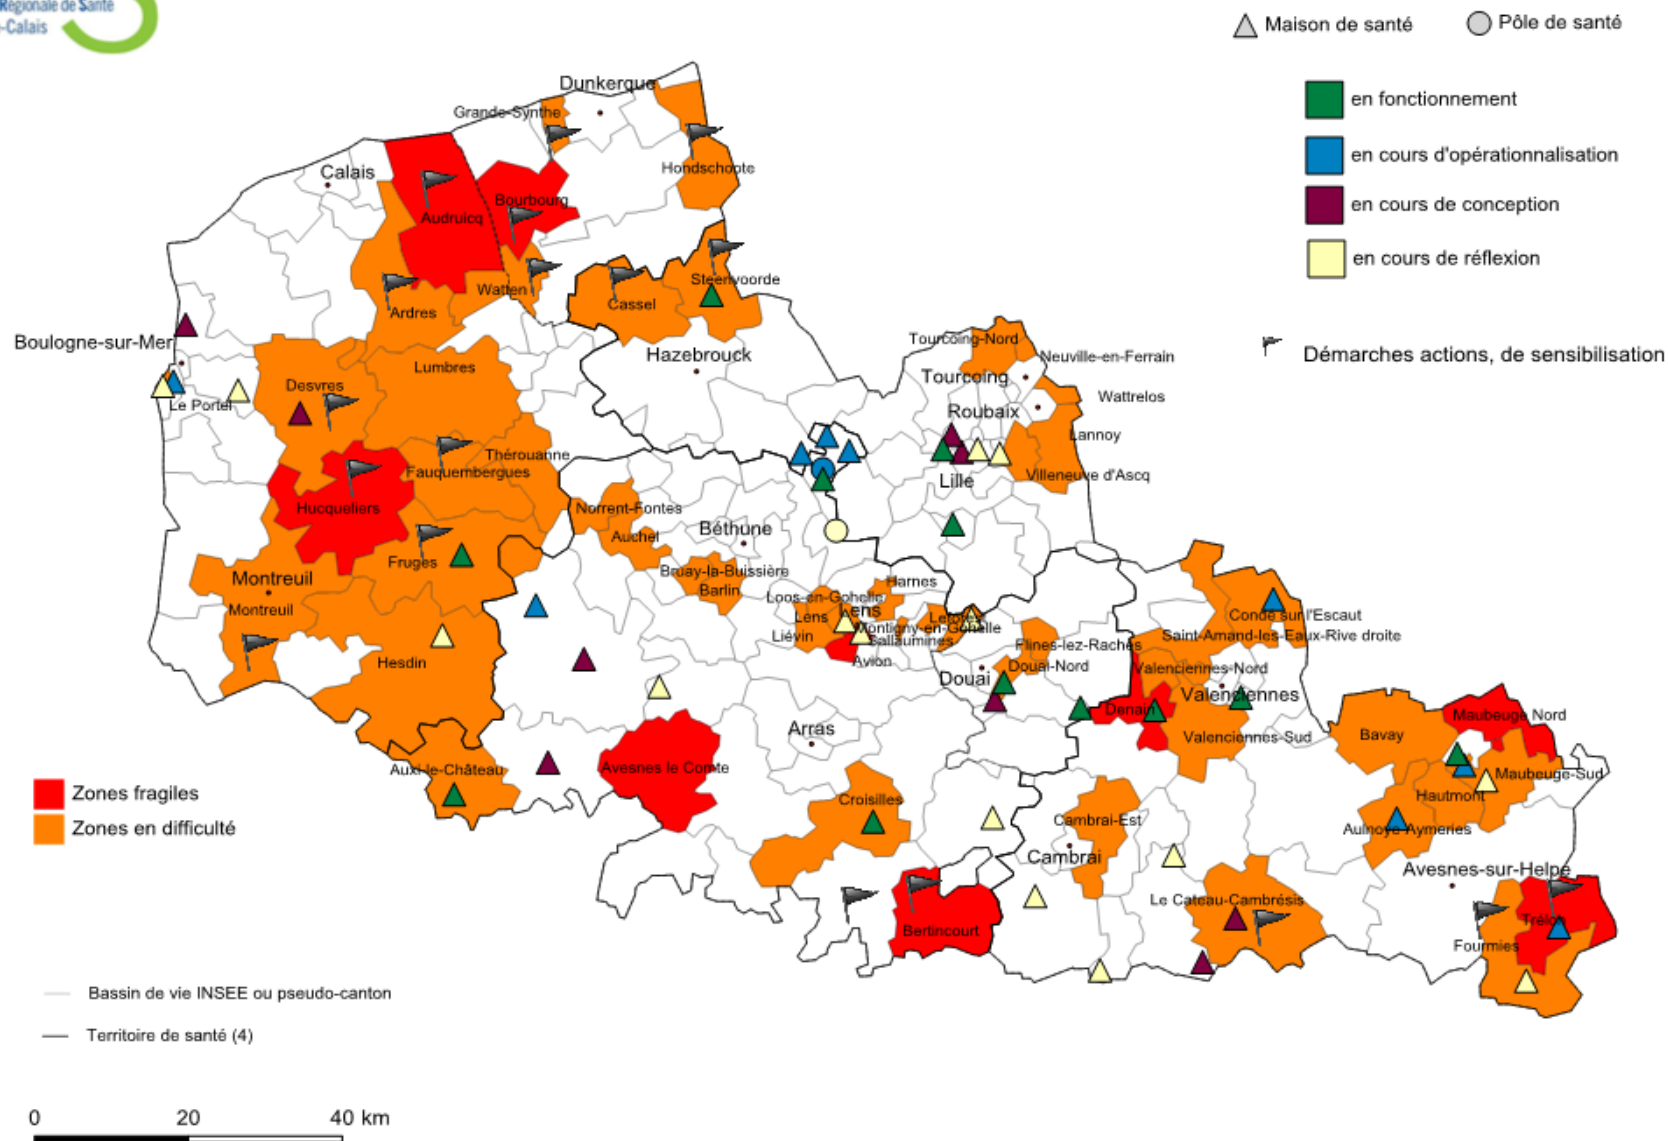 Régionale de Santé
-Calais
Maison de santé
Pôle de santé
en fonctionnement
en cours d'opérationnalisation
en cours de conception
en cours de réflexion
Démarches actions, de sensibilisation
Dunkerque
Grande-Synthe
Hondschoote
Calais
Bourbourg
Audruicq
Watten
Steenvoorde
Cassel
Ardres
Boulogne-sur-Mer
Hazebrouck
Tourcoing-Nord
Neuville-en-Ferrain
Lumbres
Tourcoing
Desvres
Wattrelos
Le Portel
Roubaix
Lannoy
Thérouanne
Fauquembergues
Villeneuve d'Ascq
Lille
Hucqueliers
Norrent-Fontes
Béthune
Auchel
Fruges
Bruay-la-Buissière
Montreuil
Harnes
Barlin
Loos-en-Gohelle
Montreuil
Lens
Lens
Condé sur l'Escaut
Montigny-en-Gohelle
Liévin
Saint-Amand-les-Eaux-Rive droite
Sallaumines
Flines-lez-Raches
Avion
Hesdin
Douai-Nord
Valenciennes-Nord
Douai
Valenciennes
Denain
Maubeuge Nord
Arras
Valenciennes-Sud
Bavay
Auxi-le-Château
Avesnes le Comte
Maubeuge-Sud
Zones fragiles
Croisilles
Hautmont
Zones en difficulté
Cambrai-Est
Aulnoye Aymeries
Cambrai
Avesnes-sur-Helpe
Le Cateau-Cambrésis
Trélon
Bertincourt
Fourmies
Bassin de vie INSEE ou pseudo-canton
Territoire de santé (4)
0 20 40 km